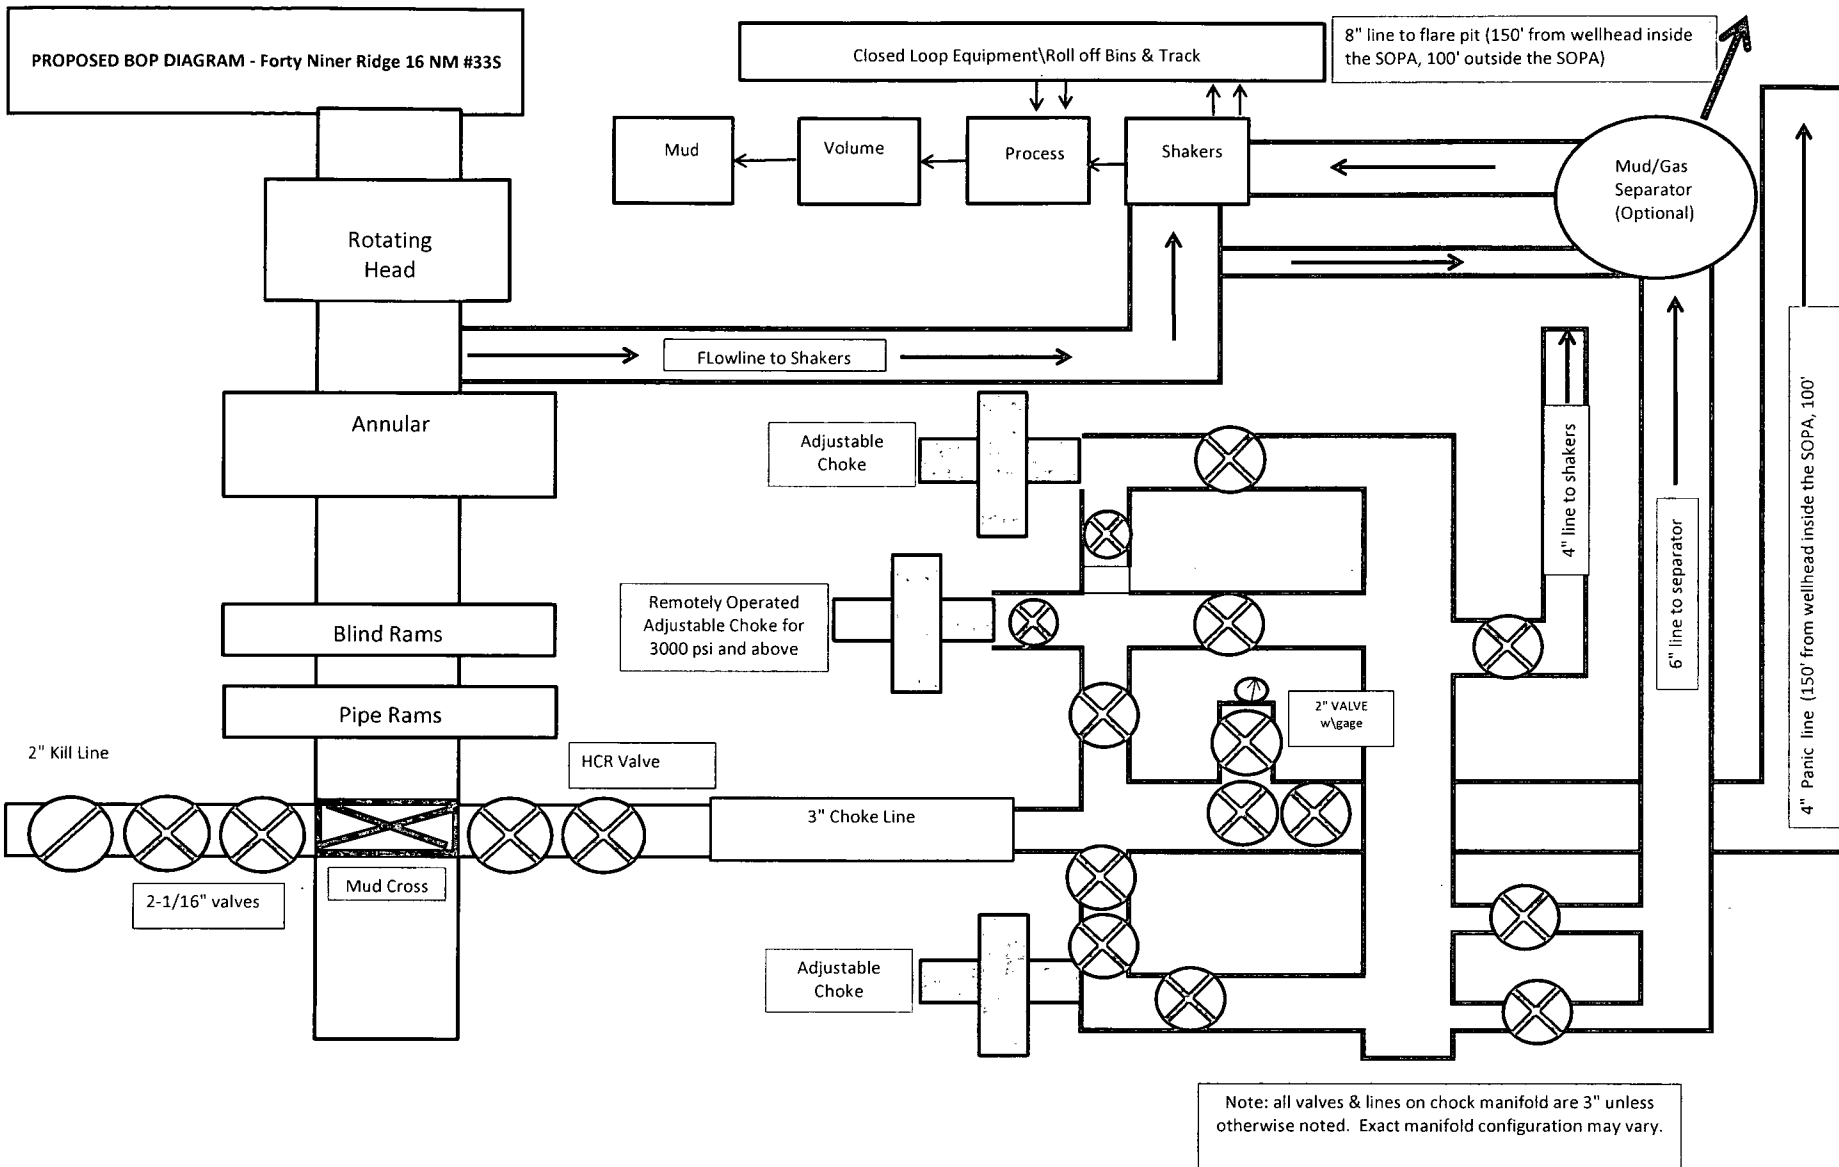 PROPOSED BOP DIAGRAM - Forty Niner Ridge 16 NM #33S
Closed Loop Equipment\Roll off Bins & Track
8" line to flare pit (150' from wellhead inside
the SOPA, 100' outside the SOPA)
Mud
Volume
Process
Shakers
Mud/Gas
Separator
(Optional)
Rotating
Head
FLowline to Shakers
Annular
Adjustable
Choke
4" line to shakers
6" line to separator
4" Panic line (150' from wellhead inside the SOPA, 100'
Remotely Operated
Adjustable Choke for
3000 psi and above
Blind Rams
Pipe Rams
2" VALVE
w\gage
2" Kill Line
HCR Valve
3" Choke Line
2-1/16" valves
Mud Cross
Adjustable
Choke
Note: all valves & lines on chock manifold are 3" unless
otherwise noted. Exact manifold configuration may vary.